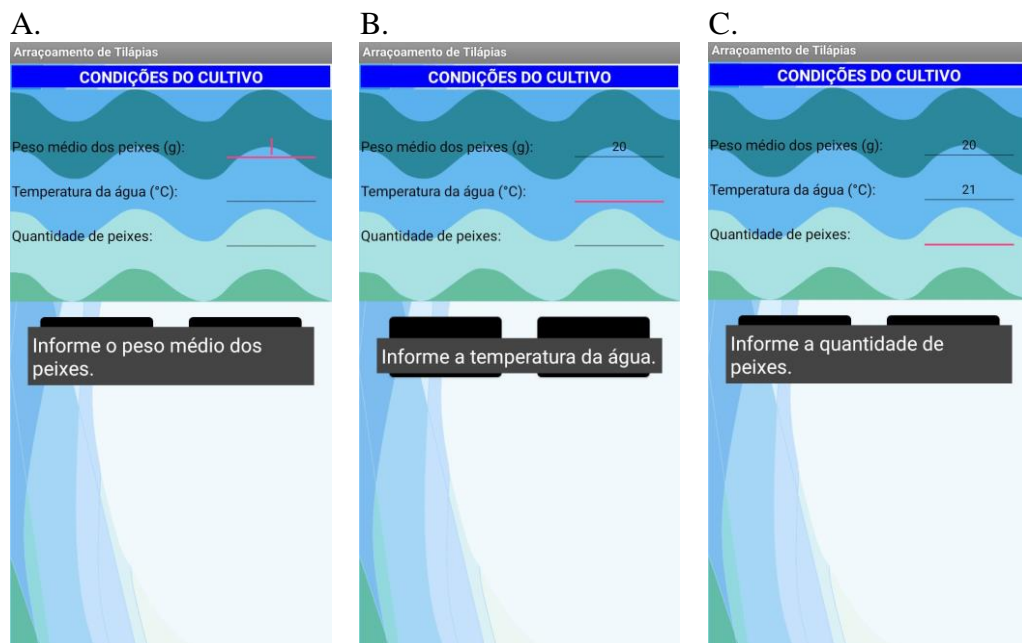 A.
Arraçoamento de Tilápias
CONDIÇÕES DO CULTIVO
Peso médio dos peixes (g):
Temperatura da água (°C):
Quantidade de peixes:
Informe o peso médio dos
peixes.
B.
Arraçoamento de Tilápias
CONDIÇÕES DO CULTIVO
Peso médio dos peixes (g): 20
Temperatura da água (°C):
Quantidade de peixes:
Informe a temperatura da água.
C.
Arraçoamento de Tilápias
CONDIÇÕES DO CULTIVO
Peso médio dos peixes (g): 20
Temperatura da água (°C): 21
Quantidade de peixes:
Informe a quantidade de
peixes.